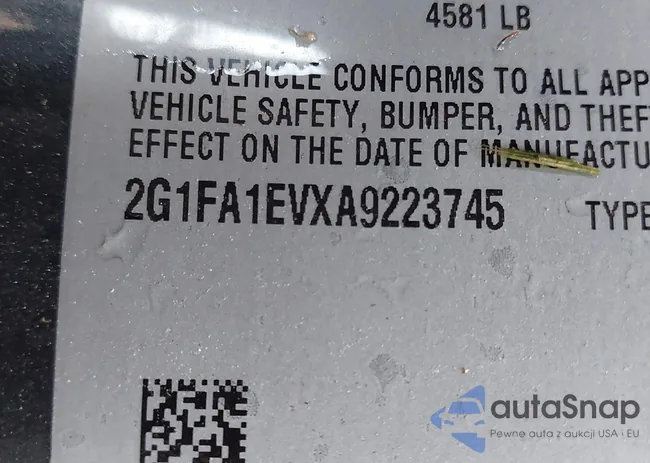 4581 LB
THIS VEHICLE CONFORMS TO ALL APP
VEHICLE SAFETY, BUMPER, AND THEF
EFFECT ON THE DATE OF MANUFACTU
2G1FA1EVXA9223745 TYPE
autaSnap
Pewne auta z aukcji USA i EU